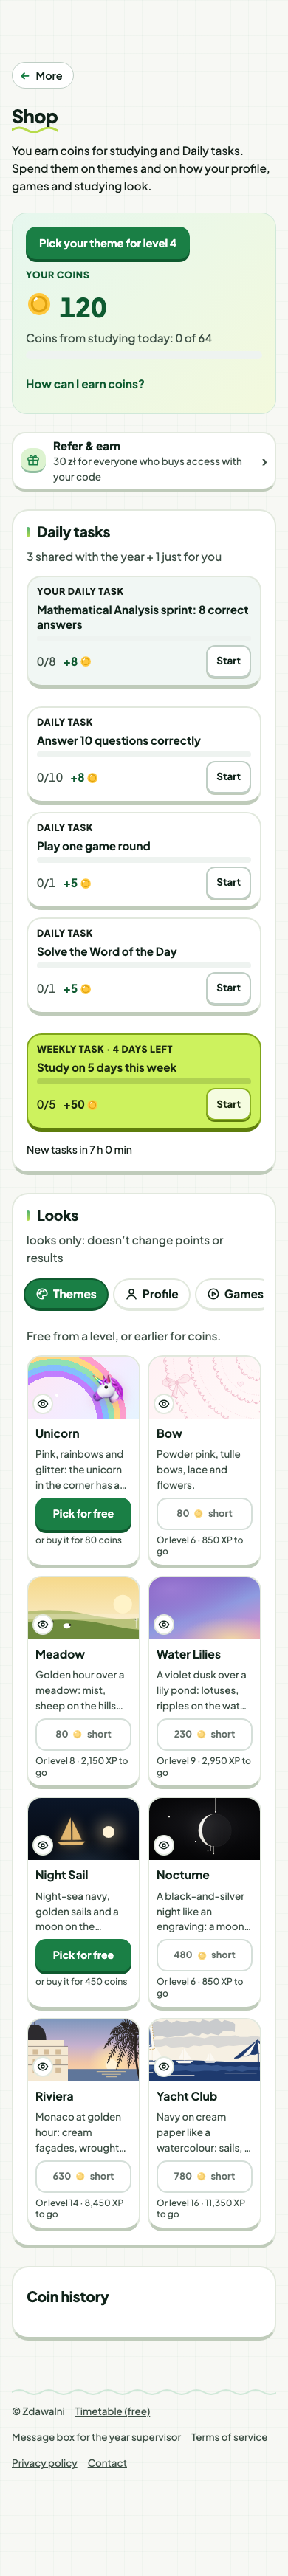 ← More
Shop
You earn coins for studying and Daily tasks.
Spend them on themes and on how your profile,
games and studying look.
Pick your theme for level 4
YOUR COINS
120
Coins from studying today: 0 of 64
How can I earn coins?
Refer & earn
30 zł for everyone who buys access with
your code
Daily tasks
3 shared with the year + 1 just for you
YOUR DAILY TASK
Mathematical Analysis sprint: 8 correct
answers
0/8 +8 Start
DAILY TASK
Answer 10 questions correctly
0/10 +8 Start
DAILY TASK
Play one game round
0/1 +5 Start
DAILY TASK
Solve the Word of the Day
0/1 +5 Start
WEEKLY TASK · 4 DAYS LEFT
Study on 5 days this week
0/5 +50 Start
New tasks in 7 h 0 min
Looks
looks only: doesn't change points or
results
Themes Profile Games
Free from a level, or earlier for coins.
Unicorn
Pink, rainbows and
glitter: the unicorn
in the corner has a…
Pick for free
or buy it for 80 coins
Bow
Powder pink, tulle
bows, lace and
flowers.
80 short
Or level 6 · 850 XP to
go
Meadow
Golden hour over a
meadow: mist,
sheep on the hills…
80 short
Or level 8 · 2,150 XP to
go
Water Lilies
A violet dusk over a
lily pond: lotuses,
ripples on the wat…
230 short
Or level 9 · 2,950 XP to
go
Night Sail
Night-sea navy,
golden sails and a
moon on the…
Pick for free
or buy it for 450 coins
Nocturne
A black-and-silver
night like an
engraving: a moon…
480 short
Or level 6 · 850 XP to
go
Riviera
Monaco at golden
hour: cream
façades, wrought…
630 short
Or level 14 · 8,450 XP
to go
Yacht Club
Navy on cream
paper like a
watercolour: sails, …
780 short
Or level 16 · 11,350 XP
to go
Coin history
© Zdawalni Timetable (free)
Message box for the year supervisor Terms of service
Privacy policy Contact